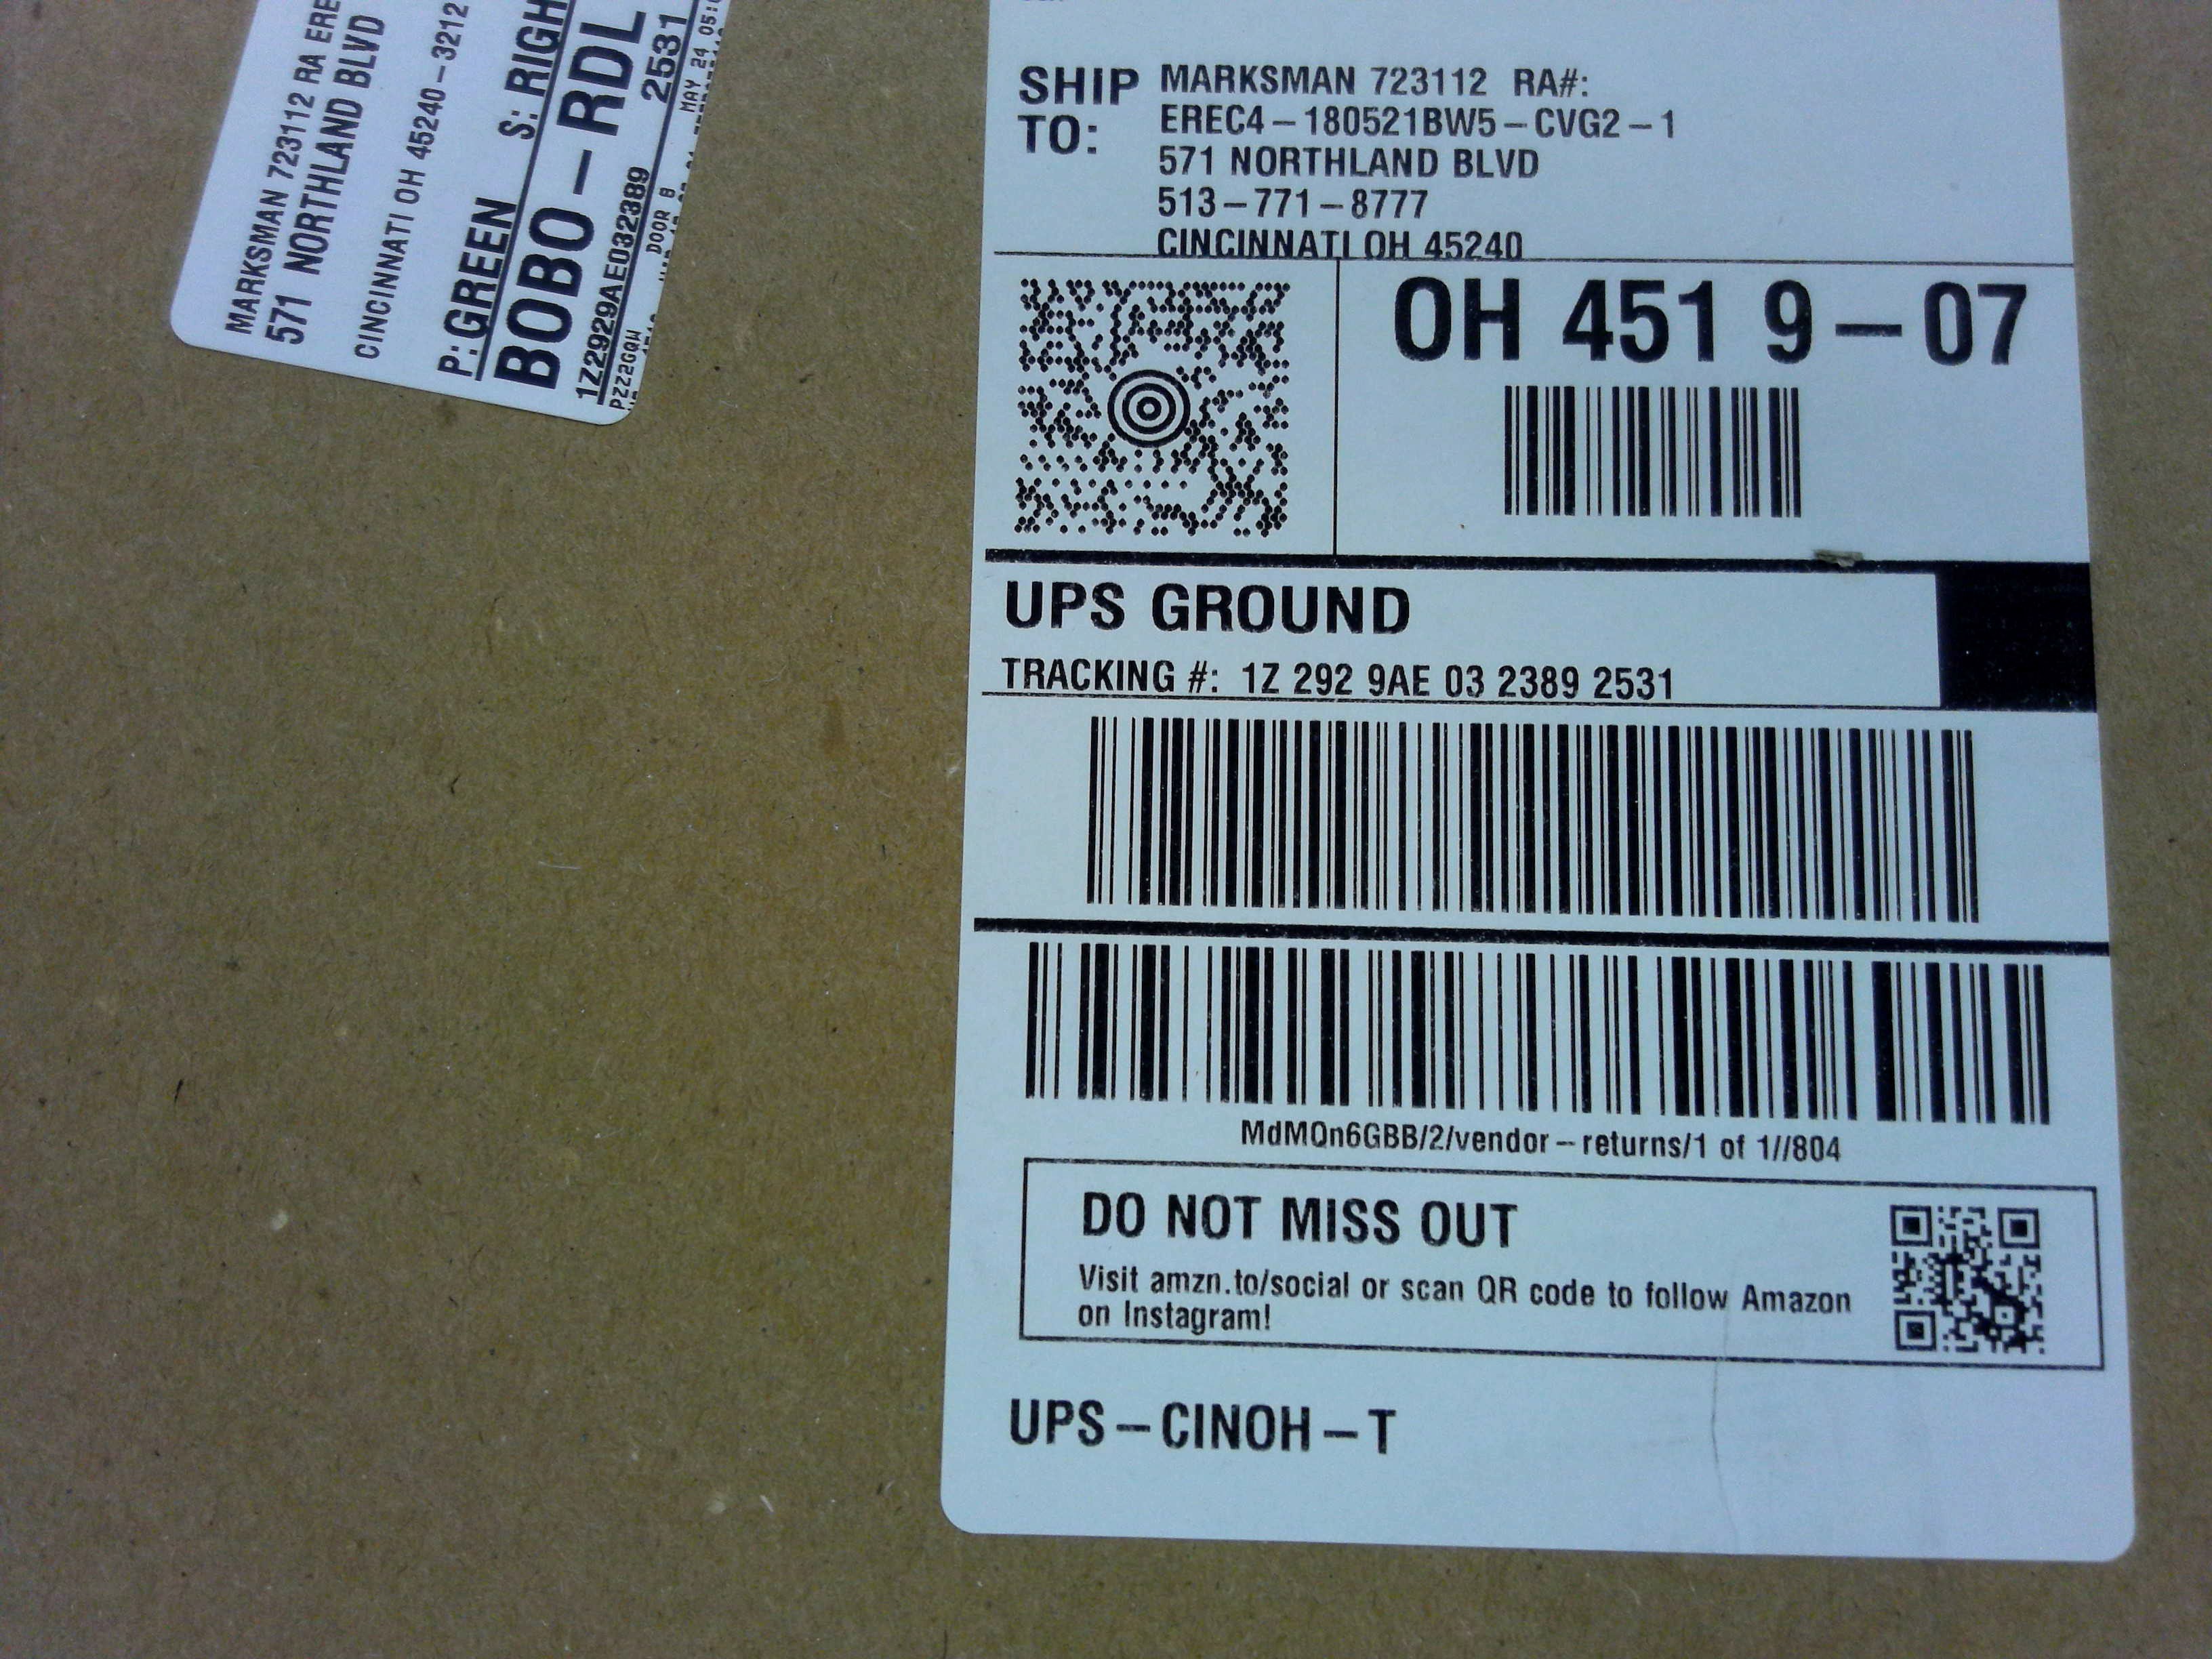 MARKSMAN 723112 RA ERE
571 NORTHLAND BLVD
CINCINNATI OH 45240-3212
P: GREEN S: RIGH
BOBO-RDL
1Z2929AE032389 2531
PZZ2GQW DOOR B MAY 24 05:
SHIP TO:
MARKSMAN 723112 RA#:
EREC4-180521BW5-CVG2-1
571 NORTHLAND BLVD
513-771-8777
CINCINNATI OH 45240
OH 451 9-07
UPS GROUND
TRACKING #: 1Z 292 9AE 03 2389 2531
MdMQn6GBB/2/vendor-returns/1 of 1//804
DO NOT MISS OUT
Visit amzn.to/social or scan QR code to follow Amazon
on Instagram!
UPS-CINOH-T